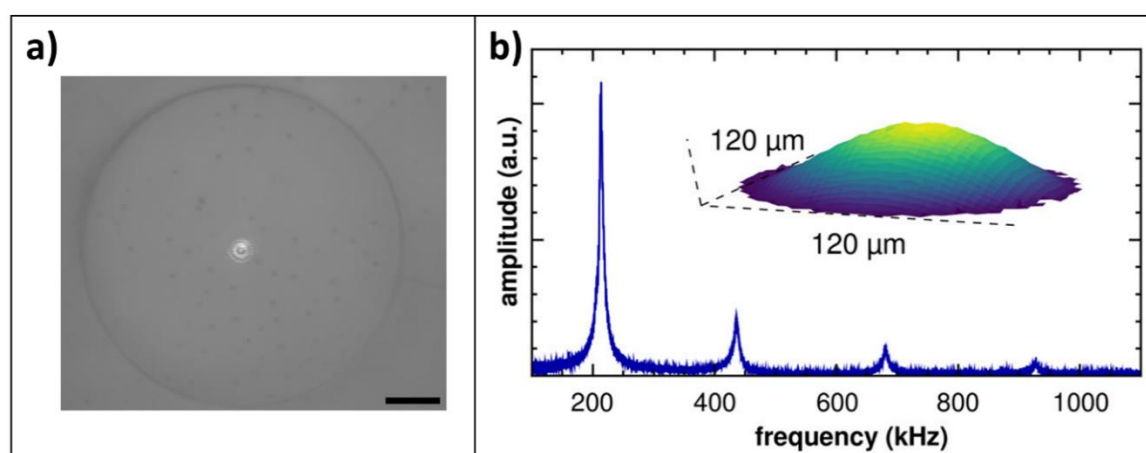 a)
b)
amplitude (a.u.)
120 µm
120 µm
200
400
600
800
1000
frequency (kHz)